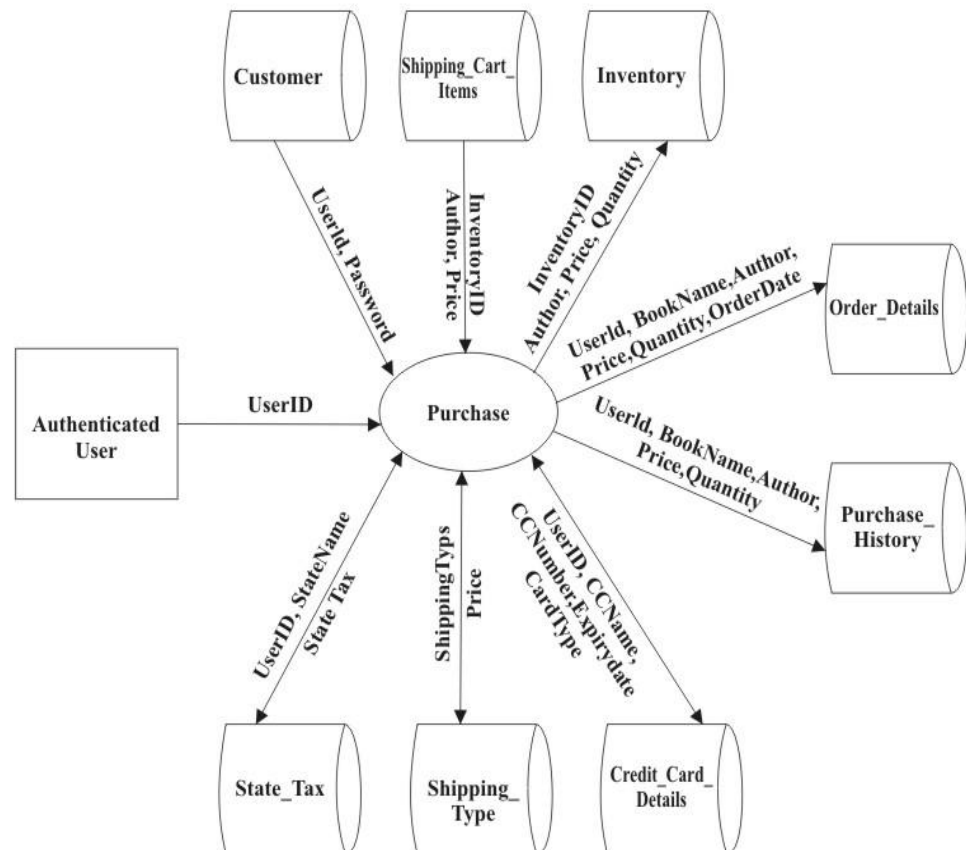 Customer
Shipping_Cart_
Items
Inventory
UserId, Password
InventoryID
Author, Price
InventoryID
Author, Price, Quantity
UserId, BookName,Author,
Price,Quantity,OrderDate
Order_Details
Authenticated
User
UserID
Purchase
UserId, BookName,Author,
Price,Quantity
Purchase_
History
UserID, StateName
State Tax
ShippingTyps
Price
UserID, CCName,
CCNumber,Expirydate
CardType
State_Tax
Shipping_
Type
Credit_Card_
Details